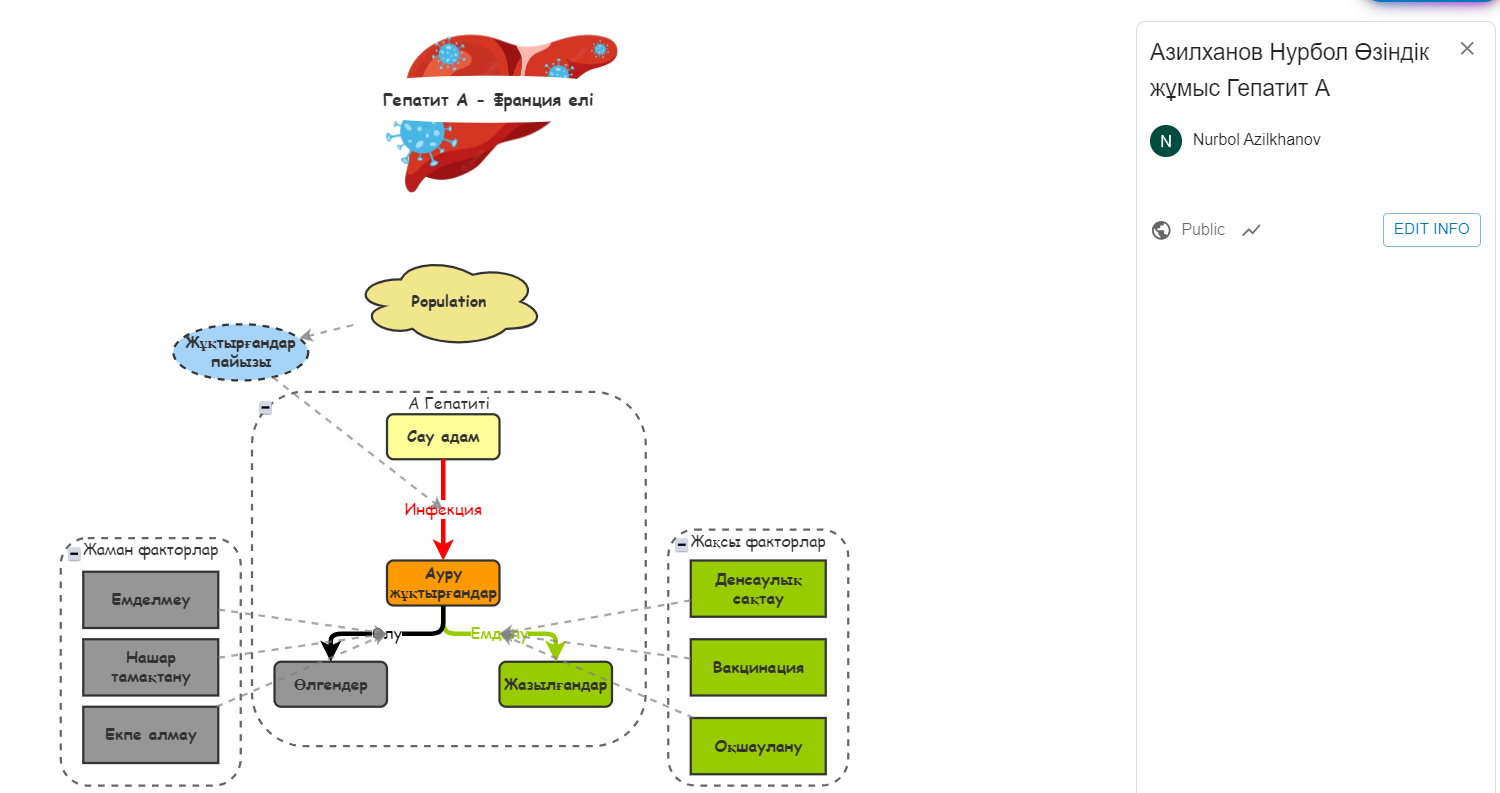 Гепатит А - Франция елі
Population
Жұқтырғандар
пайызы
А Гепатиті
Сау адам
Инфекция
Ауру
жұқтырғандар
Өлу
Емделу
Өлгендер
Жазылғандар
Жаман факторлар
Емделмеу
Нашар
тамақтану
Екпе алмау
Жақсы факторлар
Денсаулық
сақтау
Вакцинация
Оқшаулану
Азилханов Нурбол Өзіндік
жұмыс Гепатит А
N
Nurbol Azilkhanov
Public
EDIT INFO